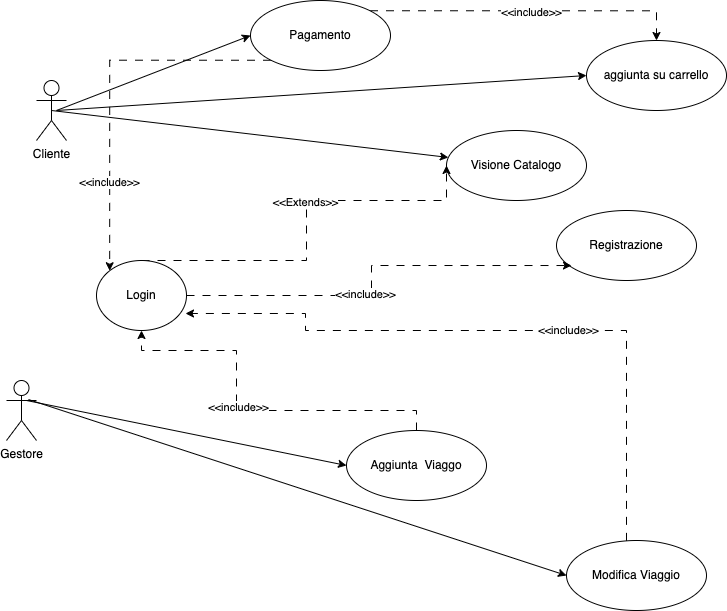 <<include>>
Pagamento
aggiunta su carrello
Cliente
Visione Catalogo
<<include>>
<<Extends>>
Registrazione
Login
<<include>>
<<include>>
<<include>>
Gestore
Aggiunta Viaggo
Modifica Viaggio